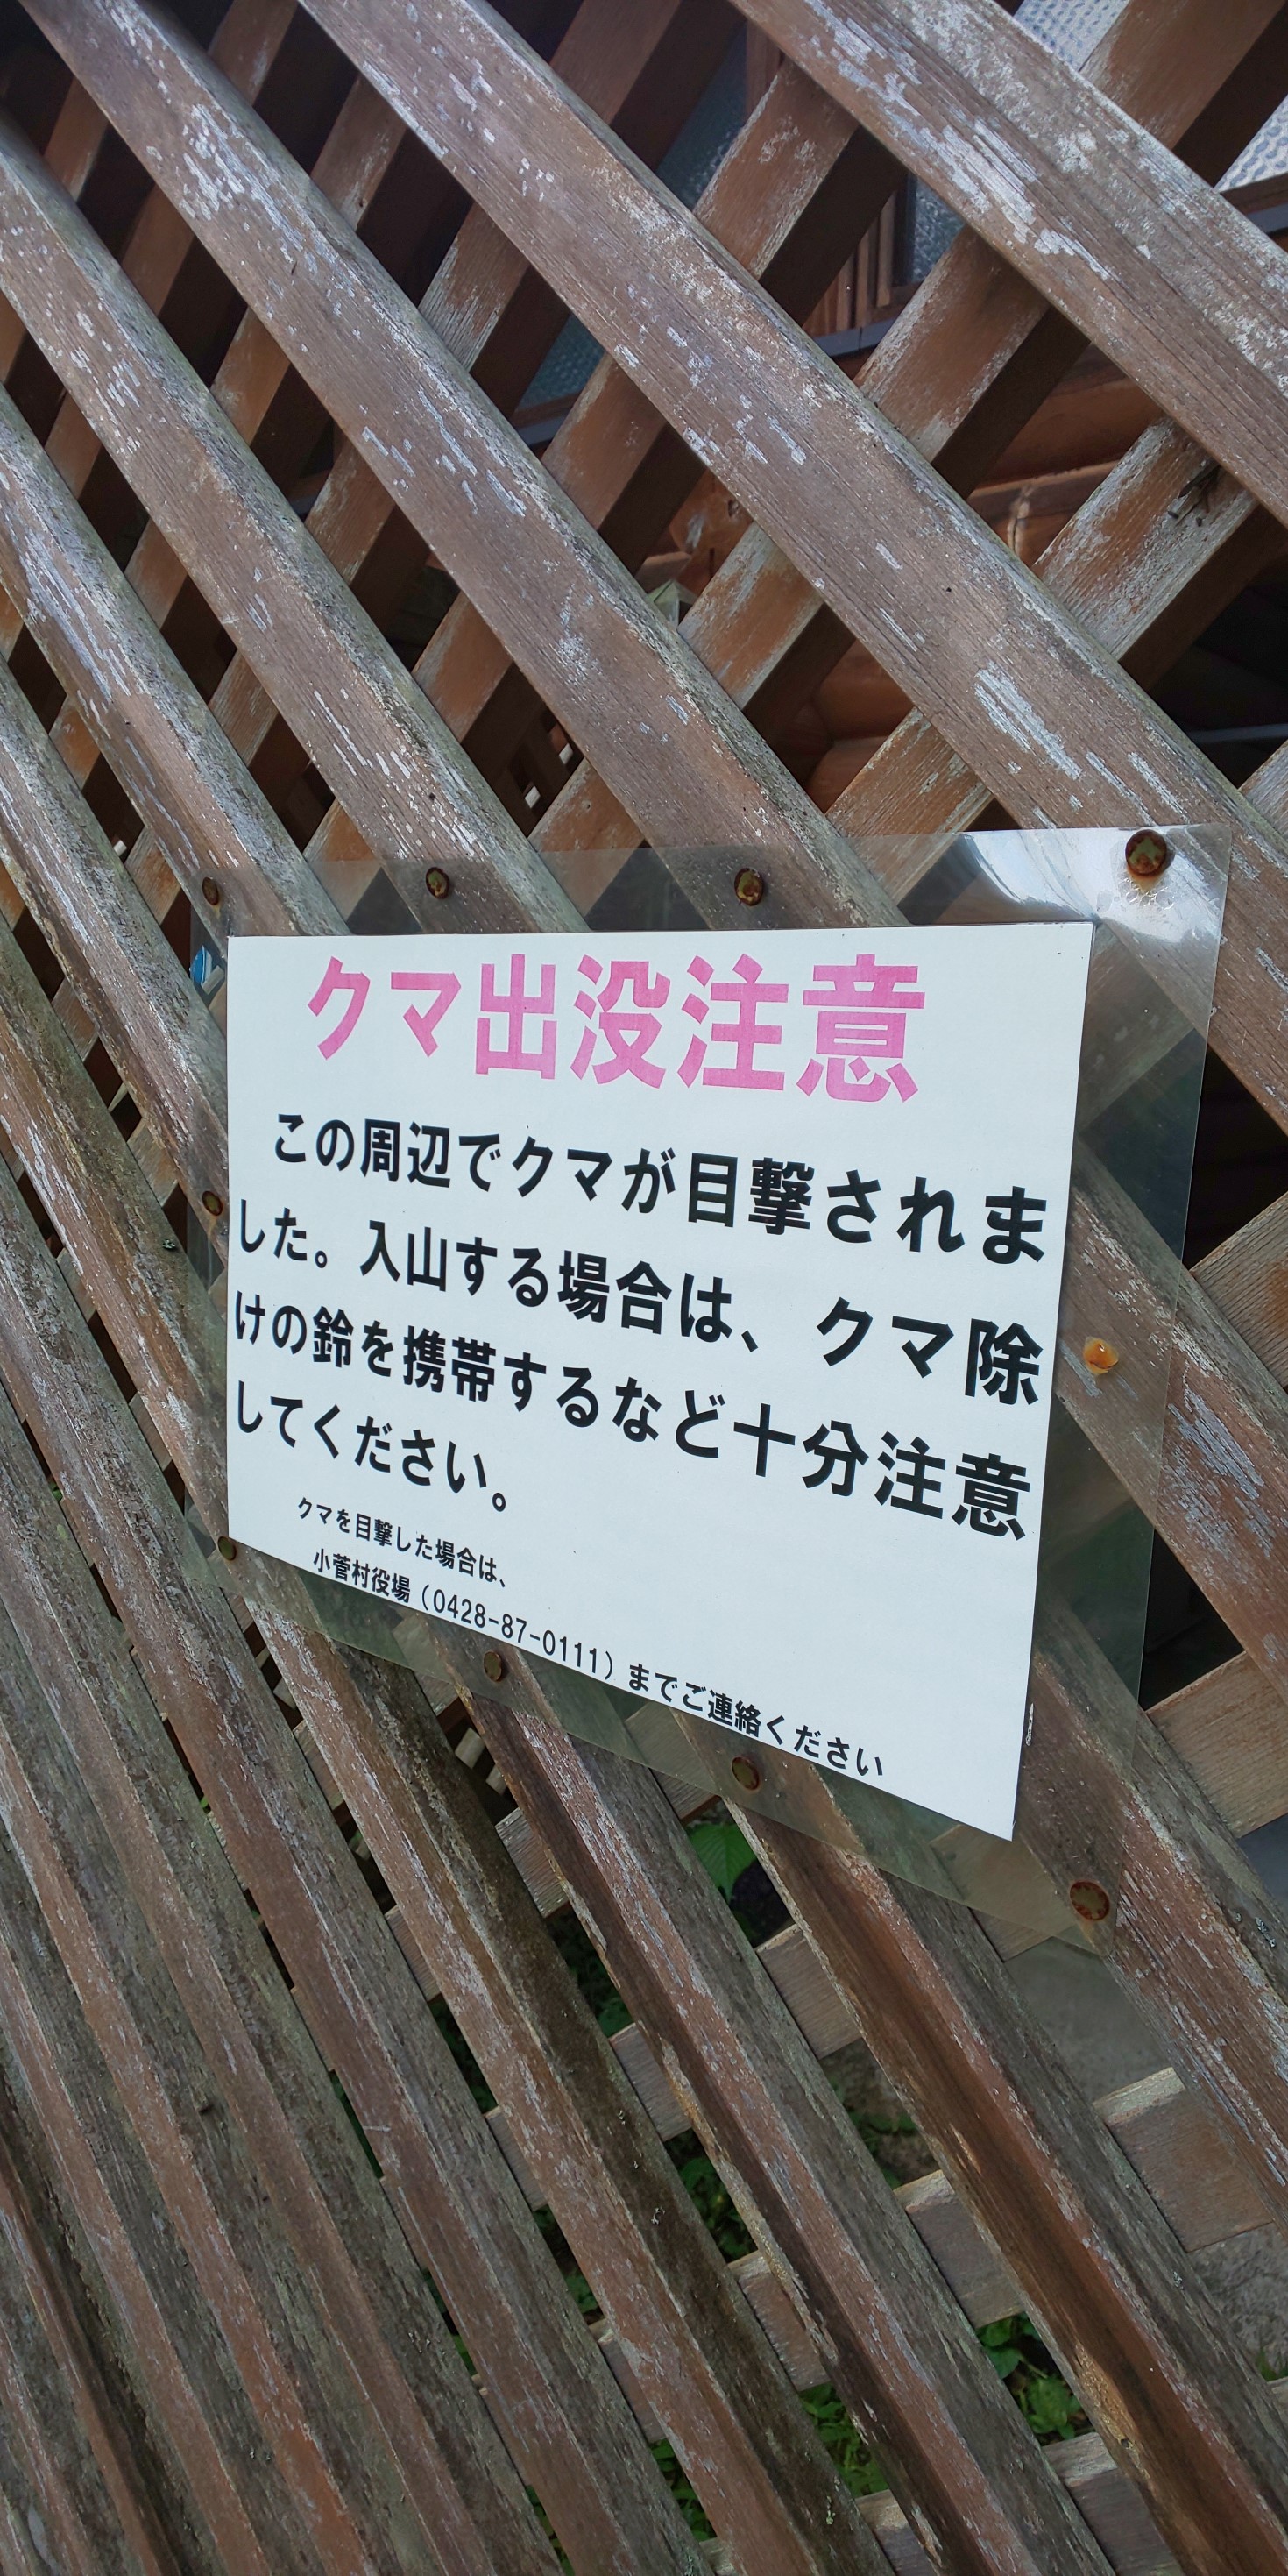 クマ出没注意
この周辺でクマが目撃されま
した。入山する場合は、クマ除
けの鈴を携帯するなど十分注意
してください。
クマを目撃した場合は、
小菅村役場（0428-87-0111）までご連絡ください